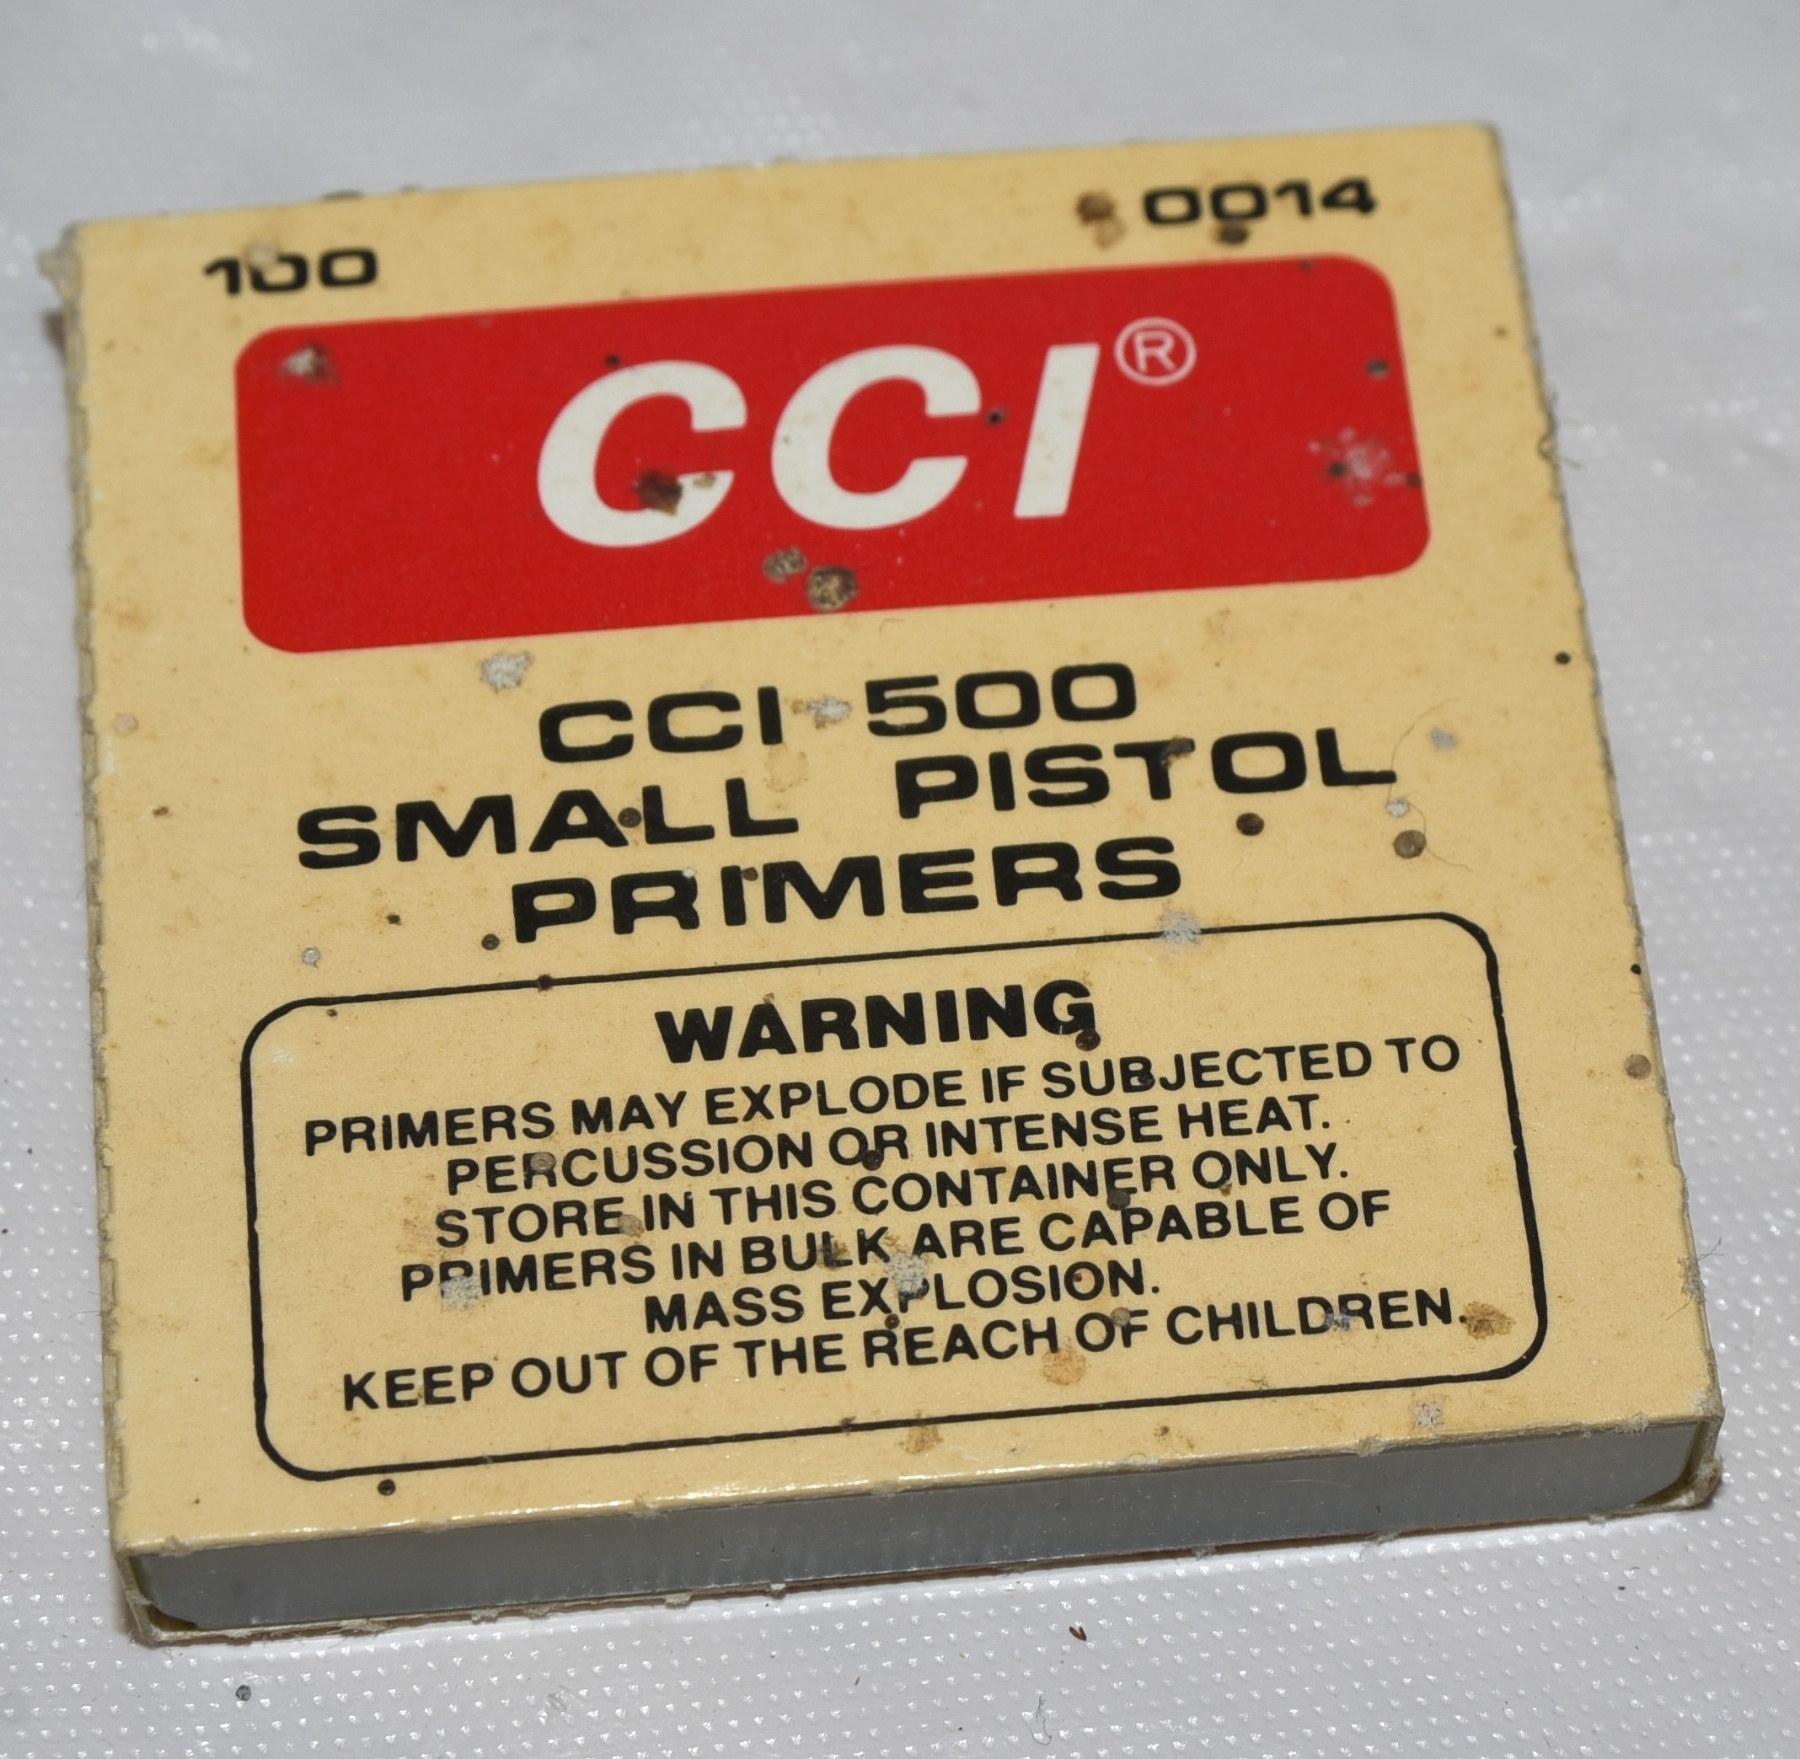 100 0014
CCI®
CCI-500
SMALL PISTOL
PRIMERS
WARNING
PRIMERS MAY EXPLODE IF SUBJECTED TO
PERCUSSION OR INTENSE HEAT.
STORE IN THIS CONTAINER ONLY.
PRIMERS IN BULK ARE CAPABLE OF
MASS EXPLOSION.
KEEP OUT OF THE REACH OF CHILDREN.